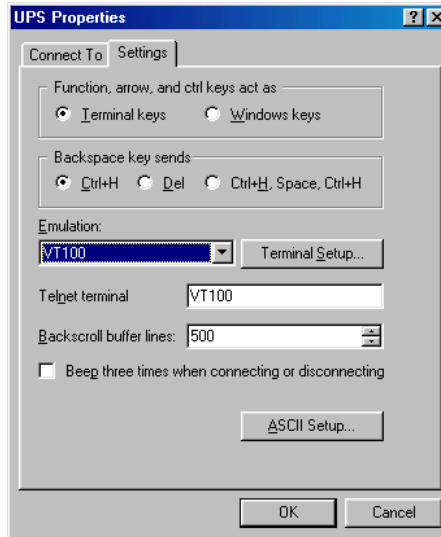 UPS Properties
Connect To Settings
Function, arrow, and ctrl keys act as
Terminal keys Windows keys
Backspace key sends
Ctrl+H Del Ctrl+H, Space, Ctrl+H
Emulation:
VT100 Terminal Setup...
Telnet terminal VT100
Backscroll buffer lines: 500
Beep three times when connecting or disconnecting
ASCII Setup...
OK Cancel